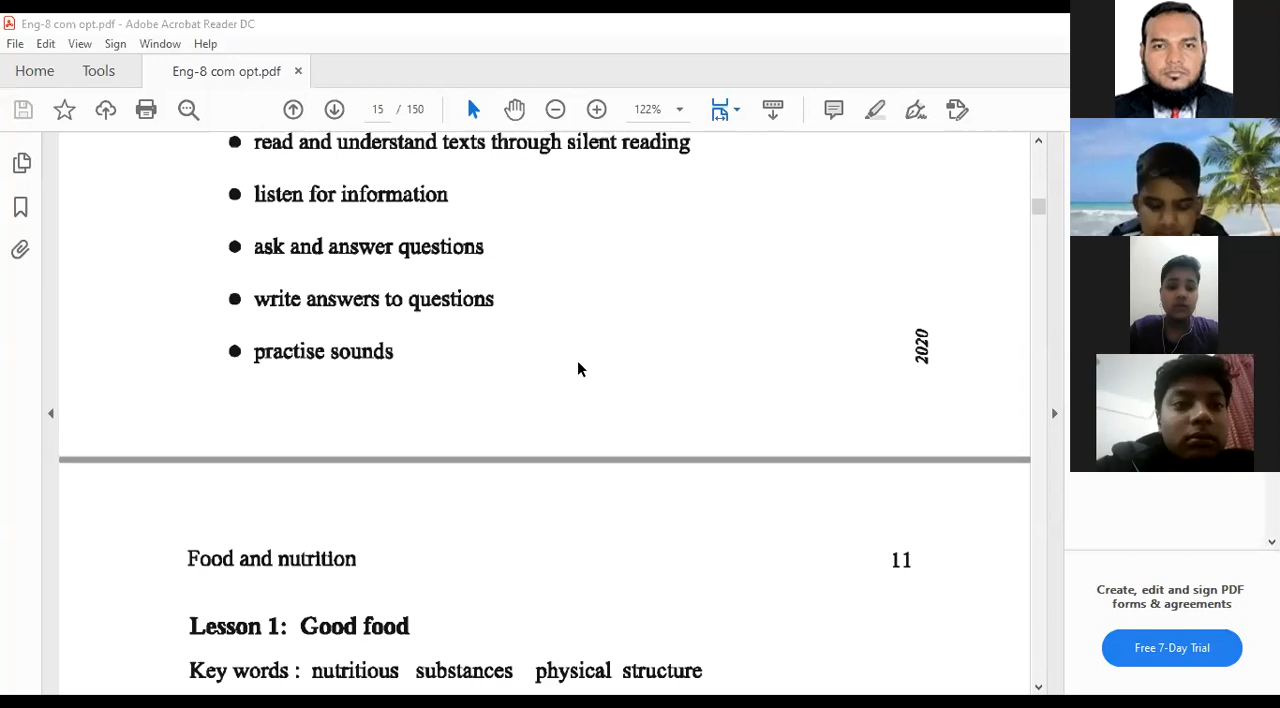 Eng-8 com opt.pdf - Adobe Acrobat Reader DC
File Edit View Sign Window Help
Home Tools Eng-8 com opt.pdf ×
15 / 150 122%
read and understand texts through silent reading
listen for information
ask and answer questions
write answers to questions
practise sounds
2020
Food and nutrition 11
Lesson 1: Good food
Key words : nutritious substances physical structure
Create, edit and sign PDF
forms & agreements
Free 7-Day Trial